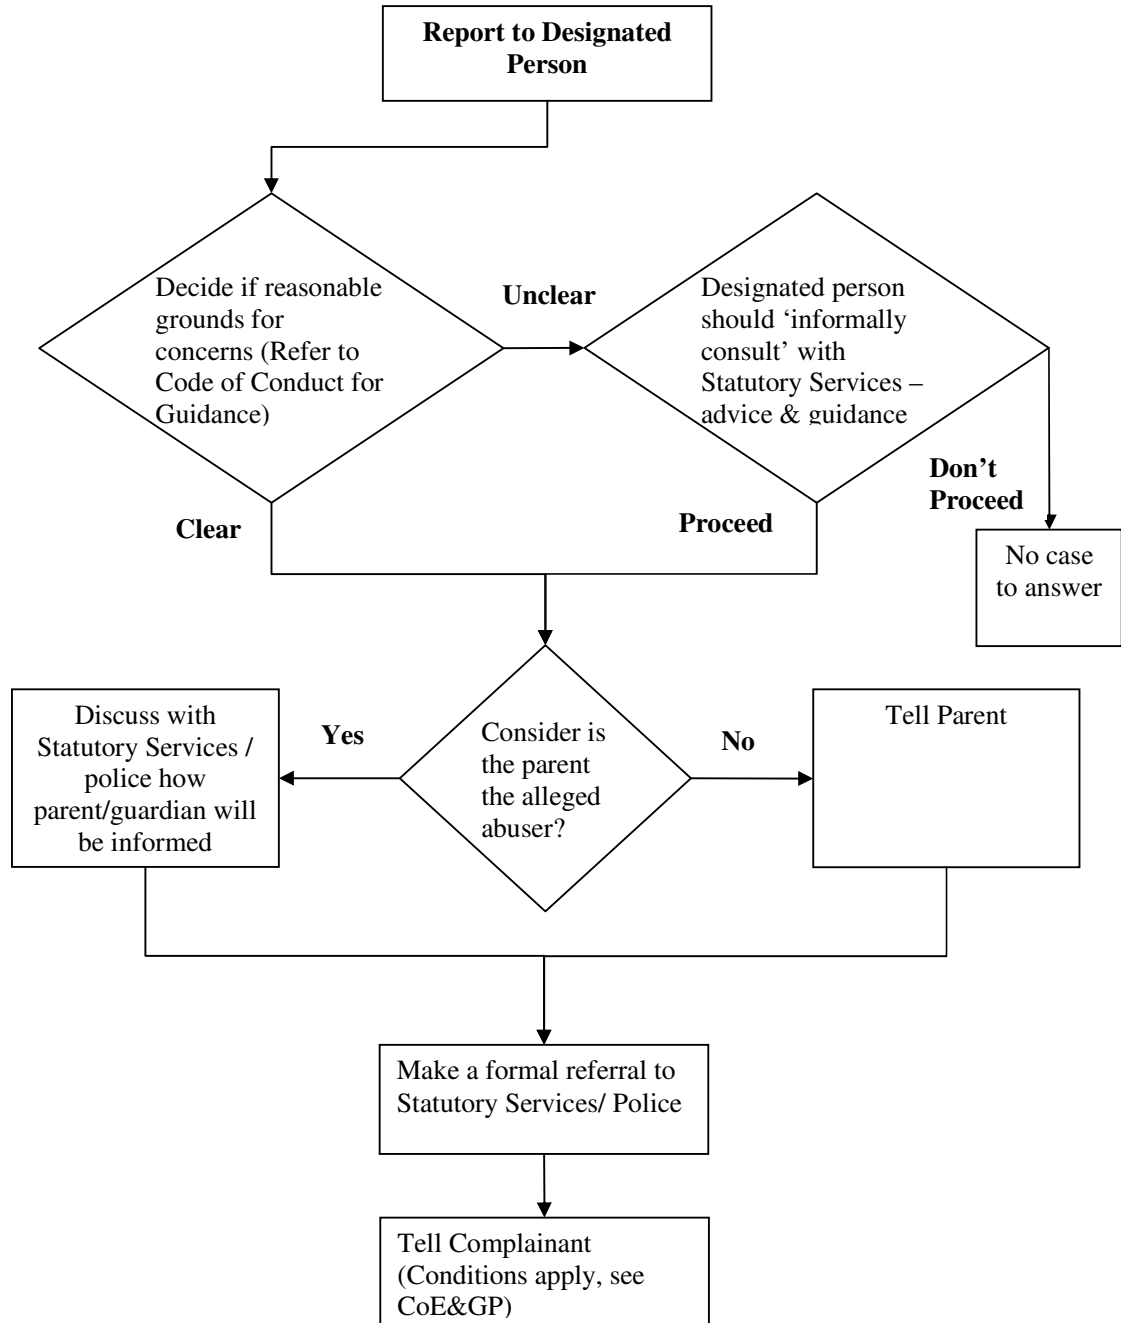 Report to Designated
Person
Decide if reasonable
grounds for
concerns (Refer to
Code of Conduct for
Guidance)
Unclear
Designated person
should ‘informally
consult’ with
Statutory Services –
advice & guidance
Don’t
Proceed
Clear
Proceed
No case
to answer
Discuss with
Statutory Services /
police how
parent/guardian will
be informed
Yes
Consider is
the parent
the alleged
abuser?
No
Tell Parent
Make a formal referral to
Statutory Services/ Police
Tell Complainant
(Conditions apply, see
CoE&GP)